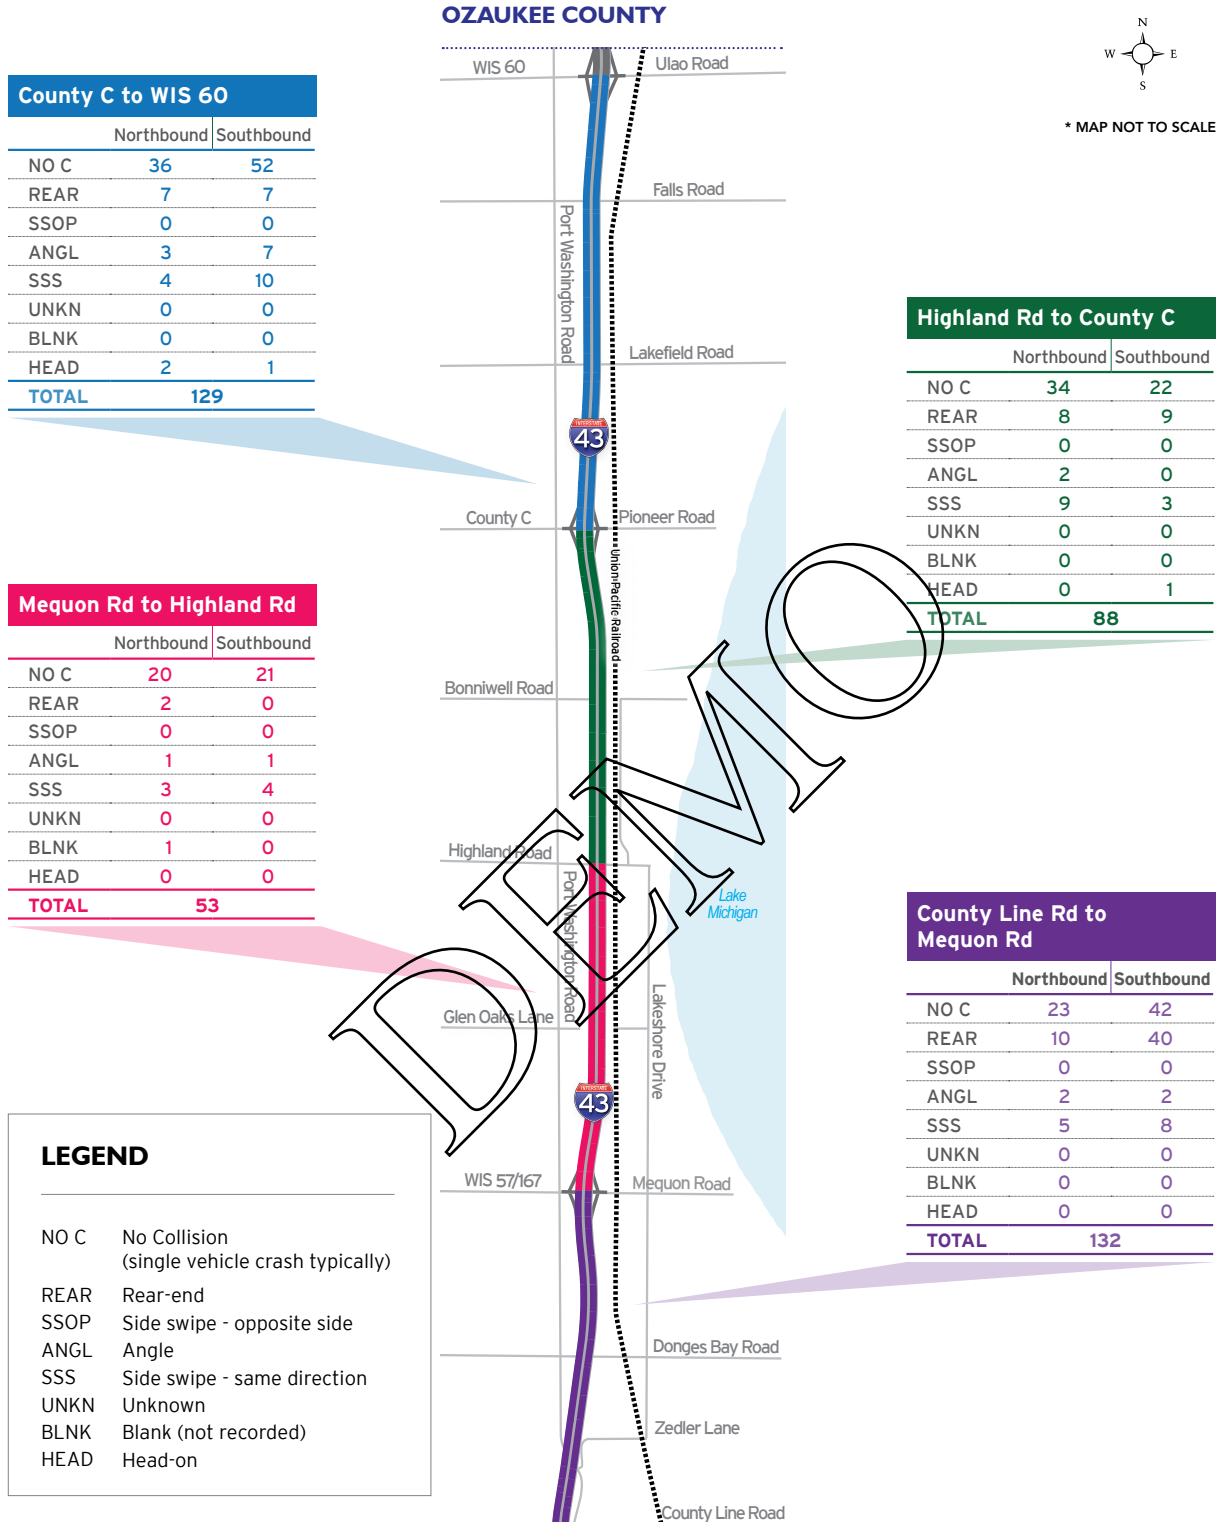 OZAUKEE COUNTY
N
W E
S
* MAP NOT TO SCALE
WIS 60
Ulao Road
County C to WIS 60
Northbound Southbound
NO C 36 52
REAR 7 7
SSOP 0 0
ANGL 3 7
SSS 4 10
UNKN 0 0
BLNK 0 0
HEAD 2 1
TOTAL 129
Falls Road
Port Washington Road
Lakefield Road
INTERSTATE
43
County C
Pioneer Road
Union Pacific Railroad
Highland Rd to County C
Northbound Southbound
NO C 34 22
REAR 8 9
SSOP 0 0
ANGL 2 0
SSS 9 3
UNKN 0 0
BLNK 0 0
HEAD 0 1
TOTAL 88
Mequon Rd to Highland Rd
Northbound Southbound
NO C 20 21
REAR 2 0
SSOP 0 0
ANGL 1 1
SSS 3 4
UNKN 0 0
BLNK 1 0
HEAD 0 0
TOTAL 53
Bonniwell Road
Highland Road
Port Washington Road
Lake
Michigan
Glen Oaks Lane
Lakeshore Drive
INTERSTATE
43
WIS 57/167
Mequon Road
DEMO
County Line Rd to
Mequon Rd
Northbound Southbound
NO C 23 42
REAR 10 40
SSOP 0 0
ANGL 2 2
SSS 5 8
UNKN 0 0
BLNK 0 0
HEAD 0 0
TOTAL 132
Donges Bay Road
Zedler Lane
County Line Road
LEGEND
NO C No Collision
(single vehicle crash typically)
REAR Rear-end
SSOP Side swipe - opposite side
ANGL Angle
SSS Side swipe - same direction
UNKN Unknown
BLNK Blank (not recorded)
HEAD Head-on